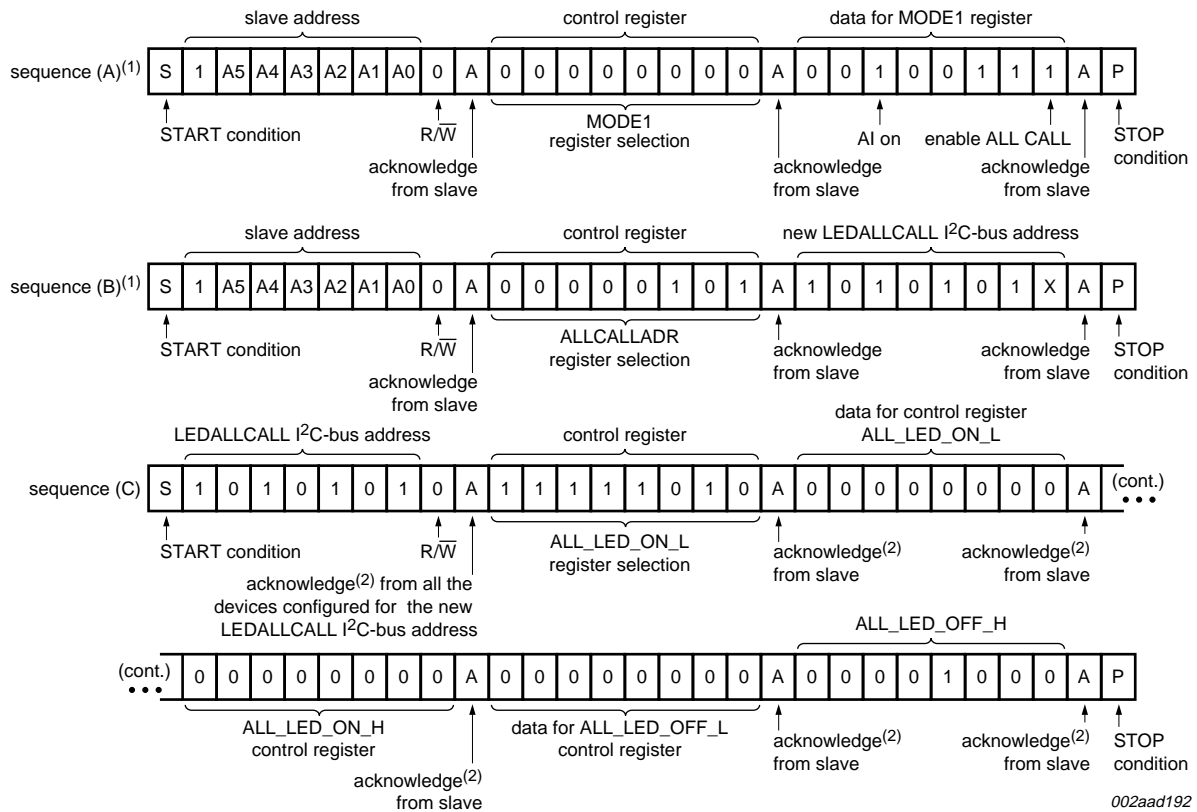 slave address control register data for MODE1 register
sequence (A)(1) S 1 A5 A4 A3 A2 A1 A0 0 A 0 0 0 0 0 0 0 0 A 0 0 1 0 0 1 1 1 A P
START condition R/W MODE1 AI on enable ALL CALL STOP
register selection condition
acknowledge acknowledge acknowledge
from slave from slave from slave
slave address control register new LEDALLCALL I2C-bus address
sequence (B)(1) S 1 A5 A4 A3 A2 A1 A0 0 A 0 0 0 0 0 1 0 1 A 1 0 1 0 1 0 1 X A P
START condition R/W ALLCALLADR acknowledge acknowledge STOP
register selection from slave from slave condition
acknowledge
from slave
data for control register
LEDALLCALL I2C-bus address control register ALL_LED_ON_L
sequence (C) S 1 0 1 0 1 0 1 0 A 1 1 1 1 1 0 1 0 A 0 0 0 0 0 0 0 0 A (cont.)
START condition R/W ALL_LED_ON_L acknowledge(2) acknowledge(2)
register selection from slave from slave
acknowledge(2) from all the
devices configured for the new
LEDALLCALL I2C-bus address
ALL_LED_OFF_H
(cont.) 0 0 0 0 0 0 0 0 A 0 0 0 0 0 0 0 0 A 0 0 0 0 1 0 0 0 A P
ALL_LED_ON_H data for ALL_LED_OFF_L acknowledge(2) acknowledge(2) STOP
control register control register from slave from slave condition
acknowledge(2)
from slave
002aad192